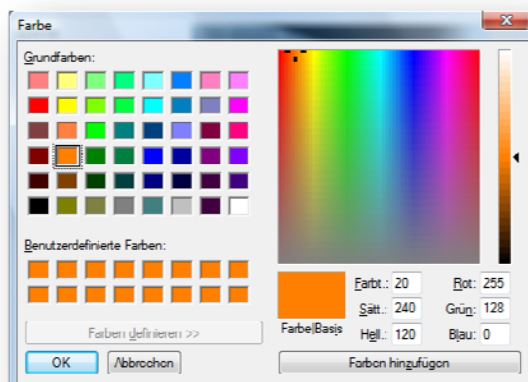 Farbe
Grundfarben:
Benutzerdefinierte Farben:
Farben definieren >>
OK
Abbrechen
Farbe|Basis
Farbt.: 20
Sätt.: 240
Hell.: 120
Rot: 255
Grün: 128
Blau: 0
Farben hinzufügen